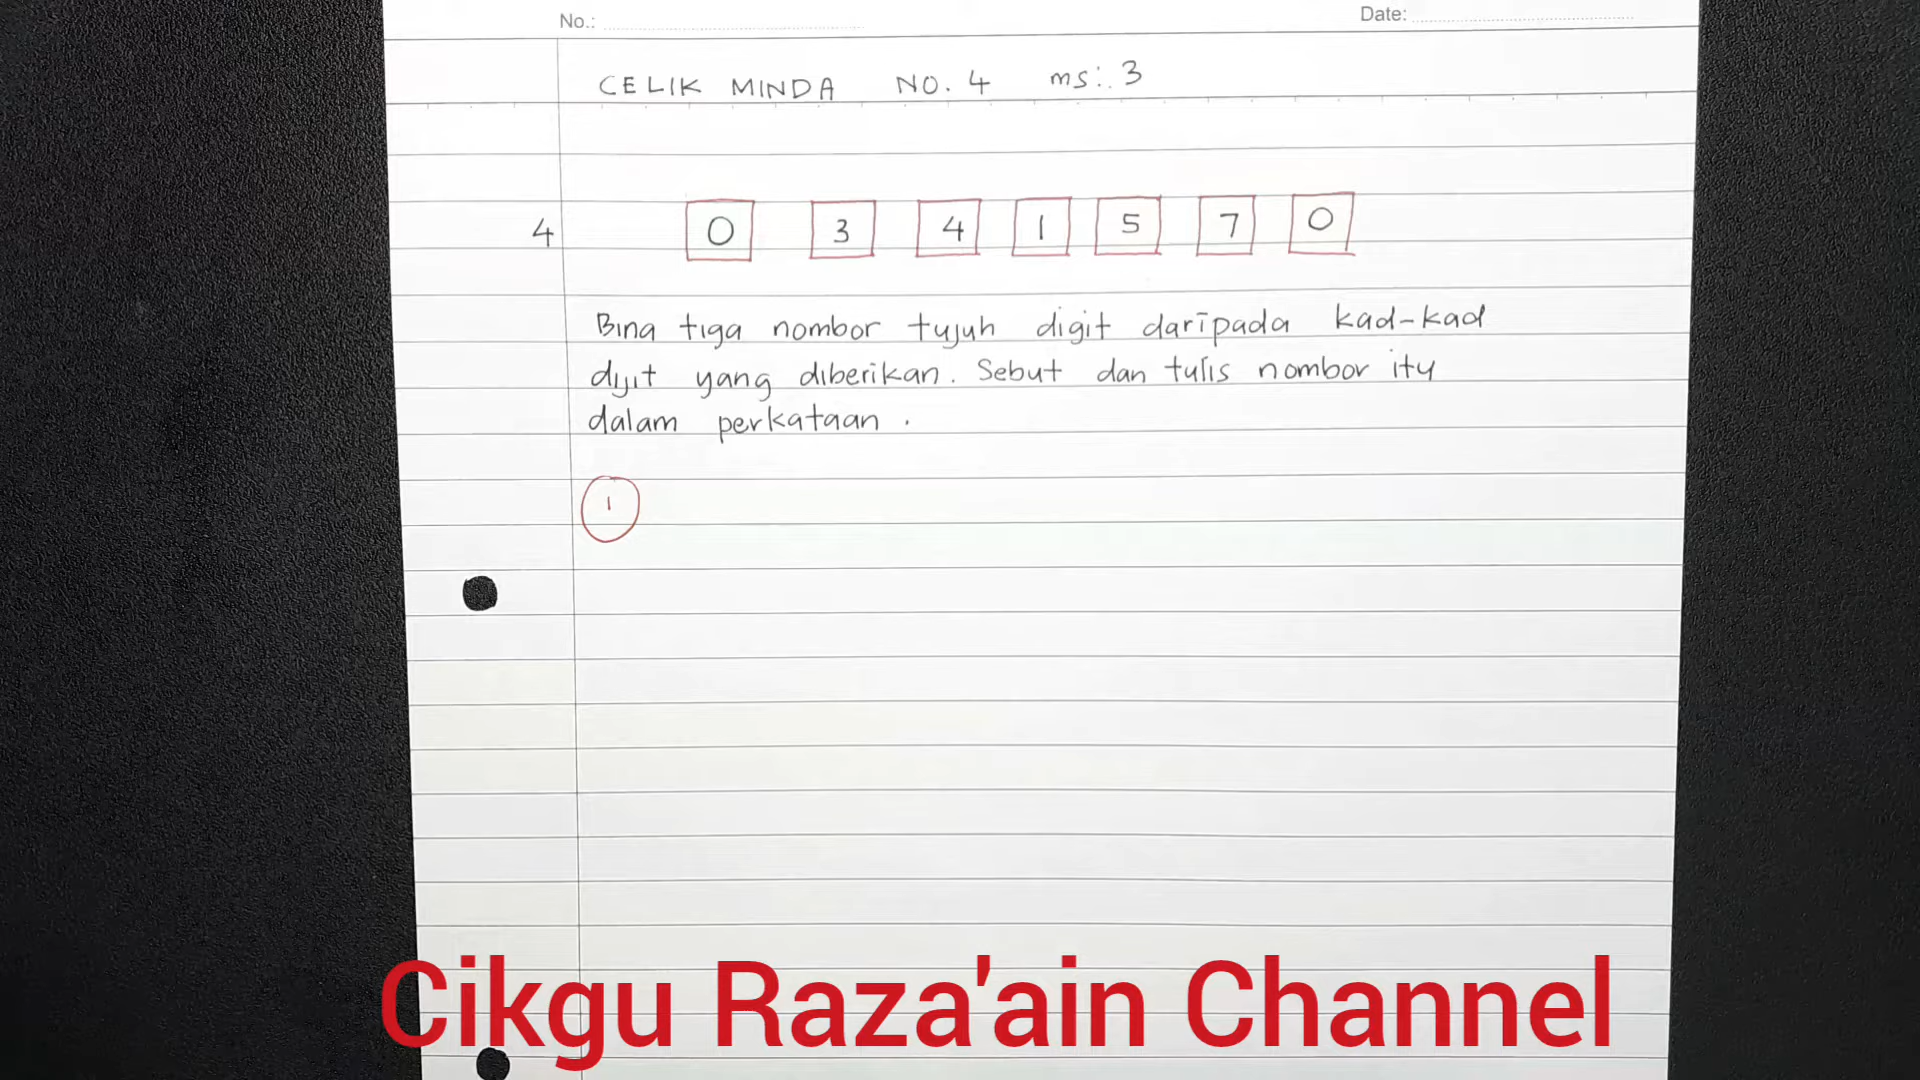 No.: Date:
CELIK MINDA NO. 4 ms: 3
4 0 3 4 1 5 7 0
Bina tiga nombor tujuh digit daripada kad-kad
digit yang diberikan. Sebut dan tulis nombor itu
dalam perkataan.
1
Cikgu Raza'ain Channel